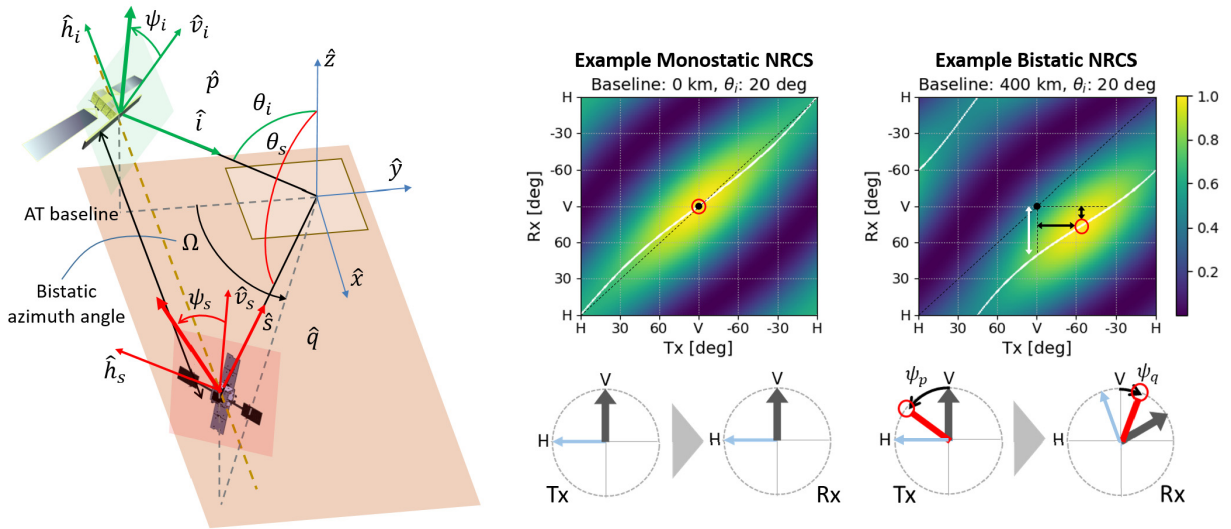 ĥᵢ
ψᵢ
v̂ᵢ
p̂
î
θᵢ
θₛ
ẑ
ŷ
x̂
AT baseline
Ω
Bistatic
azimuth angle
ψₛ
v̂ₛ
ŝ
q̂
ĥₛ
Example Monostatic NRCS
Baseline: 0 km, θᵢ: 20 deg
H
-30
-60
V
60
30
H
Rx [deg]
H 30 60 V -60 -30 H
Tx [deg]
Example Bistatic NRCS
Baseline: 400 km, θᵢ: 20 deg
H
-30
-60
V
60
30
H
Rx [deg]
H 30 60 V -60 -30 H
Tx [deg]
1.0
0.8
0.6
0.4
0.2
V
H
Tx
V
H
Rx
ψₚ
V
H
Tx
V
ψ_q
H
Rx